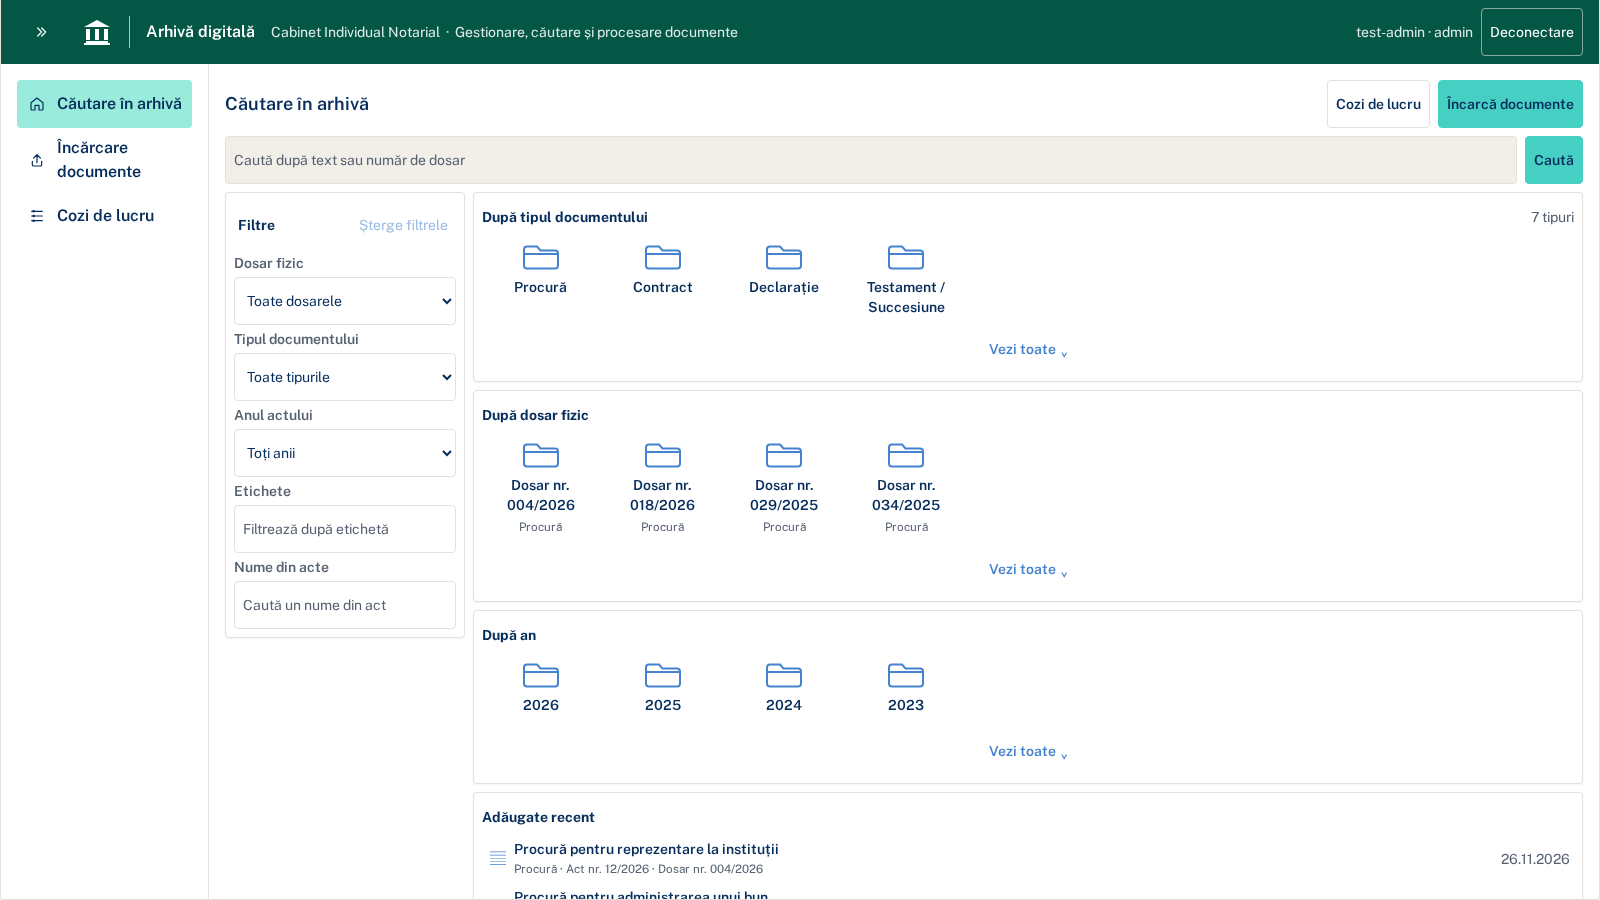 Arhivă digitală
Cabinet Individual Notarial · Gestionare, căutare și procesare documente
test-admin · admin
Deconectare
Căutare în arhivă
Încărcare
documente
Cozi de lucru
Căutare în arhivă
Cozi de lucru
Încarcă documente
Caută după text sau număr de dosar
Caută
Filtre
Șterge filtrele
Dosar fizic
Toate dosarele
Tipul documentului
Toate tipurile
Anul actului
Toți anii
Etichete
Filtrează după etichetă
Nume din acte
Caută un nume din act
După tipul documentului
7 tipuri
Procură
Contract
Declarație
Testament /
Succesiune
Vezi toate
După dosar fizic
Dosar nr.
004/2026
Procură
Dosar nr.
018/2026
Procură
Dosar nr.
029/2025
Procură
Dosar nr.
034/2025
Procură
Vezi toate
După an
2026
2025
2024
2023
Vezi toate
Adăugate recent
Procură pentru reprezentare la instituții
Procură · Act nr. 12/2026 · Dosar nr. 004/2026
26.11.2026
Procură pentru administrarea unui bun